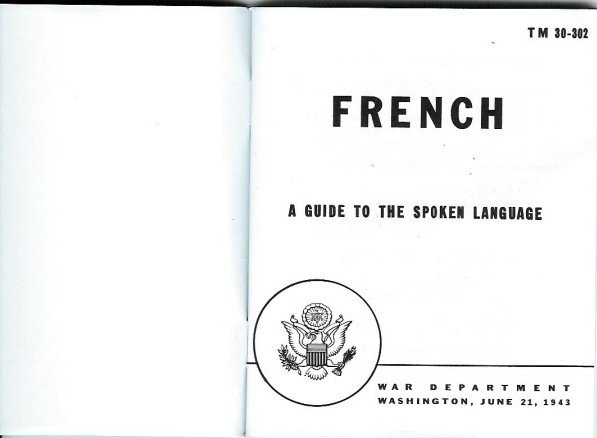 TM 30-302
FRENCH
A GUIDE TO THE SPOKEN LANGUAGE
WAR DEPARTMENT
WASHINGTON, JUNE 21, 1943